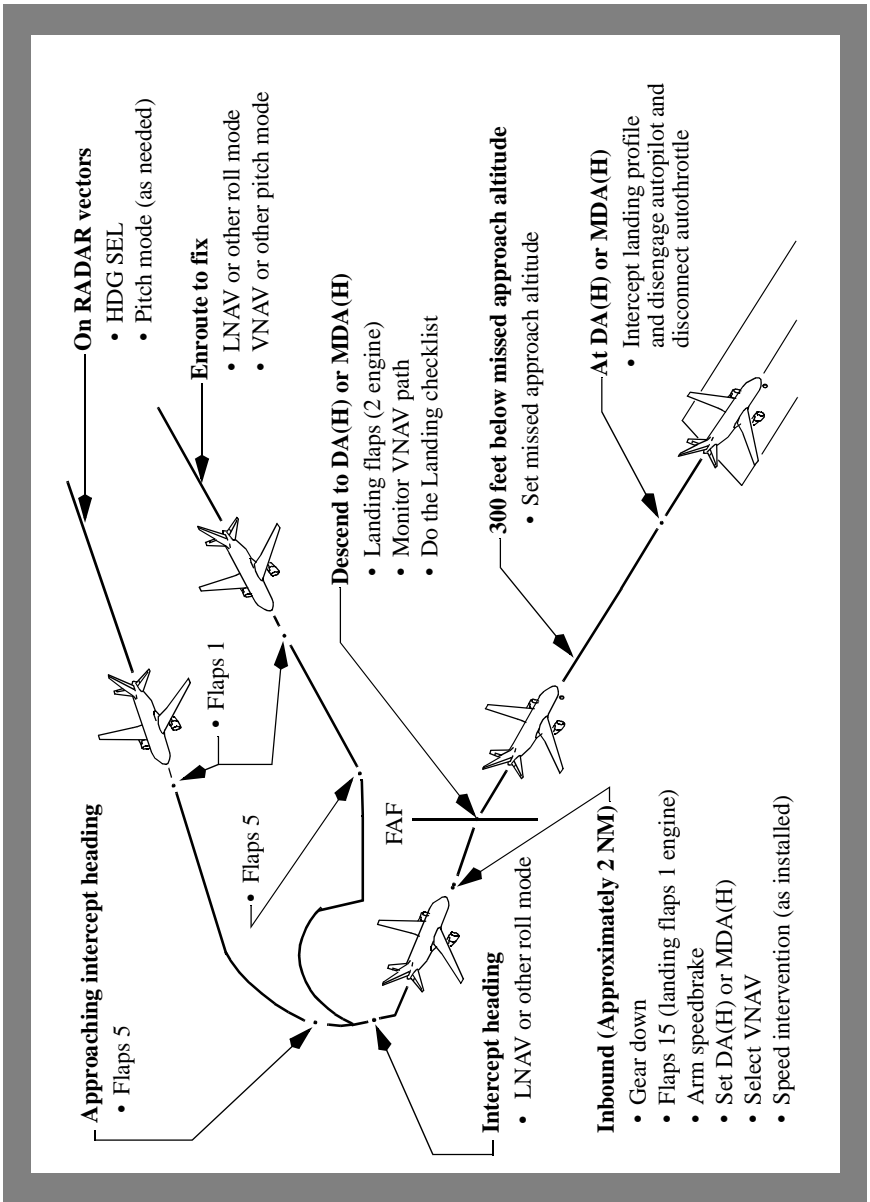 On RADAR vectors
• HDG SEL
• Pitch mode (as needed)
Enroute to fix
• LNAV or other roll mode
• VNAV or other pitch mode
• Flaps 1
Approaching intercept heading
• Flaps 5
• Flaps 5
Intercept heading
• LNAV or other roll mode
FAF
Inbound (Approximately 2 NM)
• Gear down
• Flaps 15 (landing flaps 1 engine)
• Arm speedbrake
• Set DA(H) or MDA(H)
• Select VNAV
• Speed intervention (as installed)
Descend to DA(H) or MDA(H)
• Landing flaps (2 engine)
• Monitor VNAV path
• Do the Landing checklist
300 feet below missed approach altitude
• Set missed approach altitude
At DA(H) or MDA(H)
• Intercept landing profile
and disengage autopilot and
disconnect autothrottle